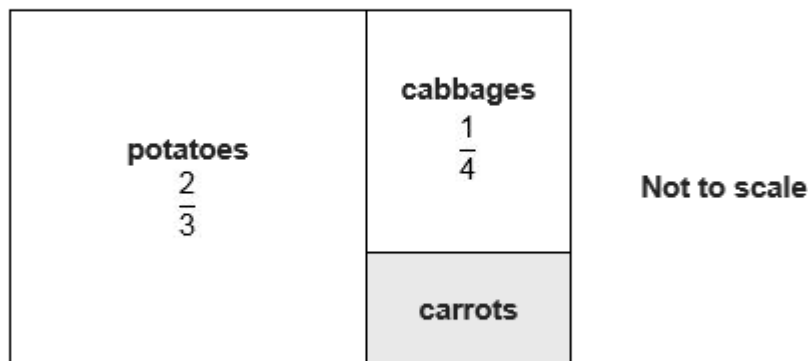 potatoes
2/3
cabbages
1/4
carrots
Not to scale